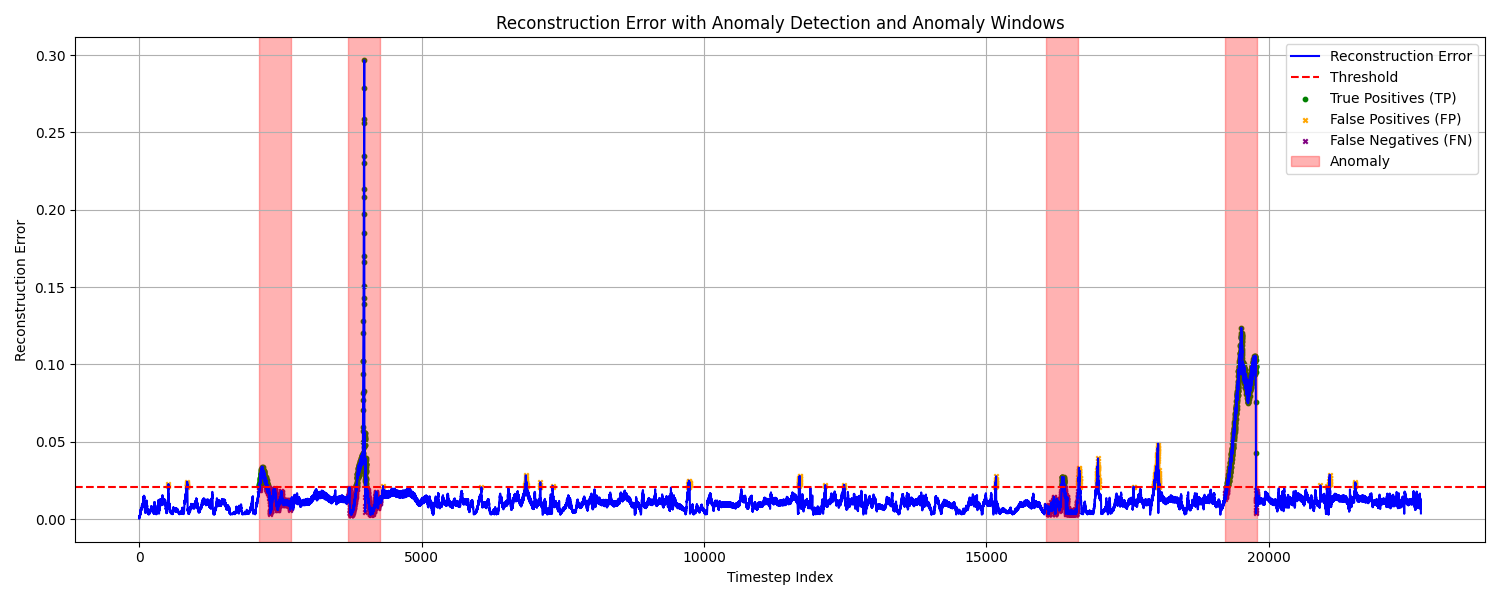 Reconstruction Error with Anomaly Detection and Anomaly Windows
Reconstruction Error
0.30
0.25
0.20
0.15
0.10
0.05
0.00
Reconstruction Error
Threshold
True Positives (TP)
False Positives (FP)
False Negatives (FN)
Anomaly
0
5000
10000
15000
20000
Timestep Index